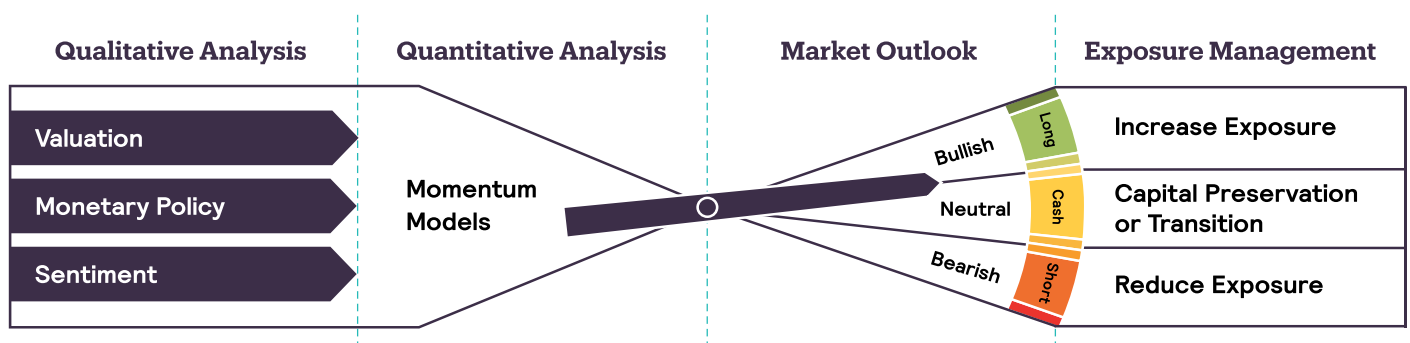 Qualitative Analysis
Quantitative Analysis
Market Outlook
Exposure Management
Valuation
Monetary Policy
Sentiment
Momentum
Models
Bullish
Neutral
Bearish
Long
Cash
Short
Increase Exposure
Capital Preservation
or Transition
Reduce Exposure